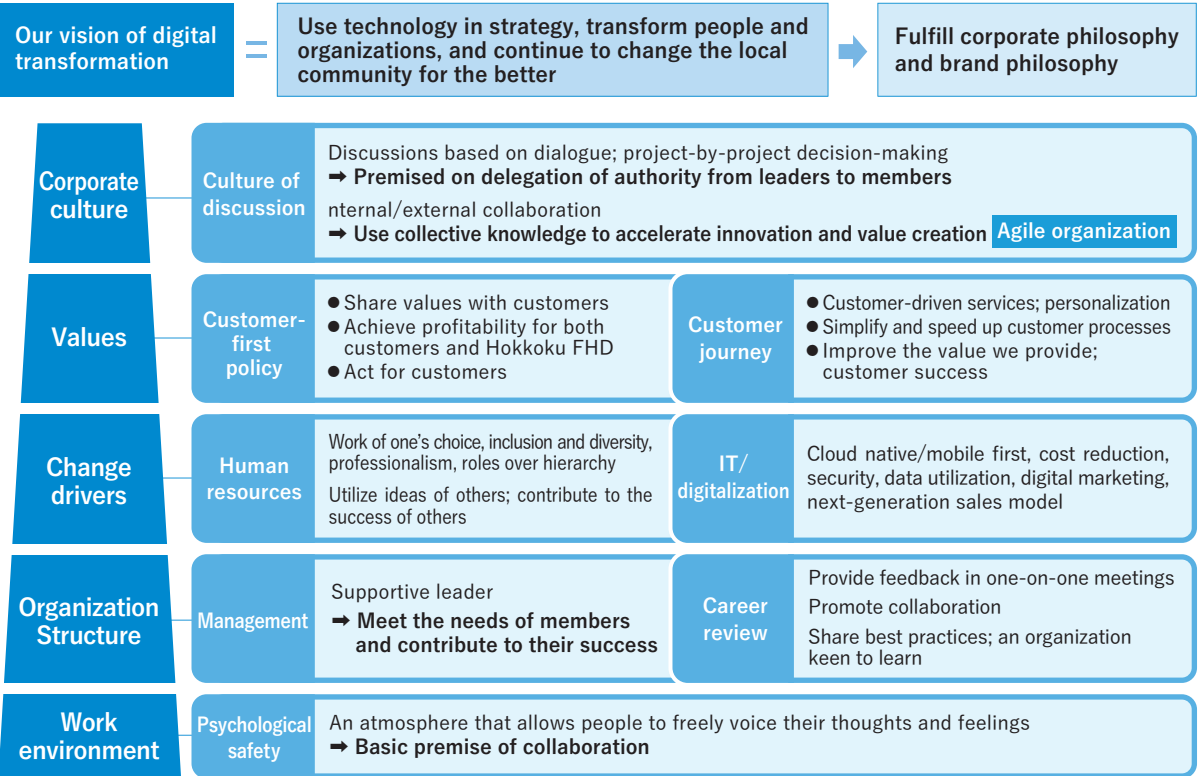 Our vision of digital
transformation
=
Use technology in strategy, transform people and
organizations, and continue to change the local
community for the better
Fulfill corporate philosophy
and brand philosophy
Corporate
culture
Culture of
discussion
Discussions based on dialogue; project-by-project decision-making
➡ Premised on delegation of authority from leaders to members
nternal/external collaboration
➡ Use collective knowledge to accelerate innovation and value creation
Agile organization
Values
Customer-
first
policy
● Share values with customers
● Achieve profitability for both
customers and Hokkoku FHD
● Act for customers
Customer
journey
● Customer-driven services; personalization
● Simplify and speed up customer processes
● Improve the value we provide;
customer success
Change
drivers
Human
resources
Work of one's choice, inclusion and diversity,
professionalism, roles over hierarchy
Utilize ideas of others; contribute to the
success of others
IT/
digitalization
Cloud native/mobile first, cost reduction,
security, data utilization, digital marketing,
next-generation sales model
Organization
Structure
Management
Supportive leader
➡ Meet the needs of members
and contribute to their success
Career
review
Provide feedback in one-on-one meetings
Promote collaboration
Share best practices; an organization
keen to learn
Work
environment
Psychological
safety
An atmosphere that allows people to freely voice their thoughts and feelings
➡ Basic premise of collaboration